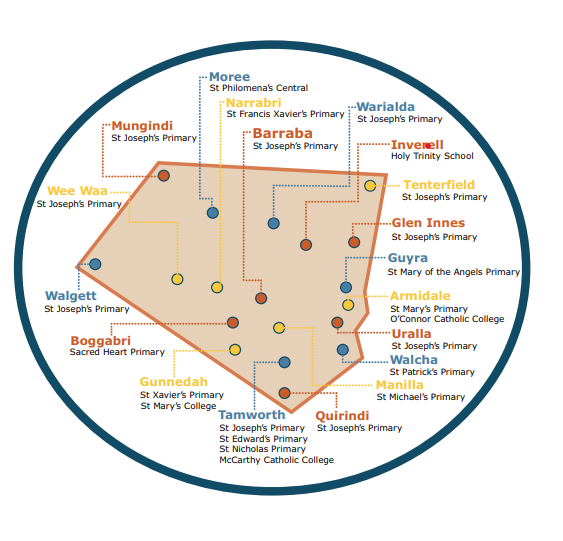 Moree
St Philomena's Central
Narrabri
St Francis Xavier's Primary
Warialda
St Joseph's Primary
Mungindi
St Joseph's Primary
Barraba
St Joseph's Primary
Inverell
Holy Trinity School
Wee Waa
St Joseph's Primary
Tenterfield
St Joseph's Primary
Glen Innes
St Joseph's Primary
Guyra
St Mary of the Angels Primary
Walgett
St Joseph's Primary
Armidale
St Mary's Primary
O'Connor Catholic College
Boggabri
Sacred Heart Primary
Uralla
St Joseph's Primary
Walcha
St Patrick's Primary
Gunnedah
St Xavier's Primary
St Mary's College
Manilla
St Michael's Primary
Tamworth
St Joseph's Primary
St Edward's Primary
St Nicholas Primary
McCarthy Catholic College
Quirindi
St Joseph's Primary